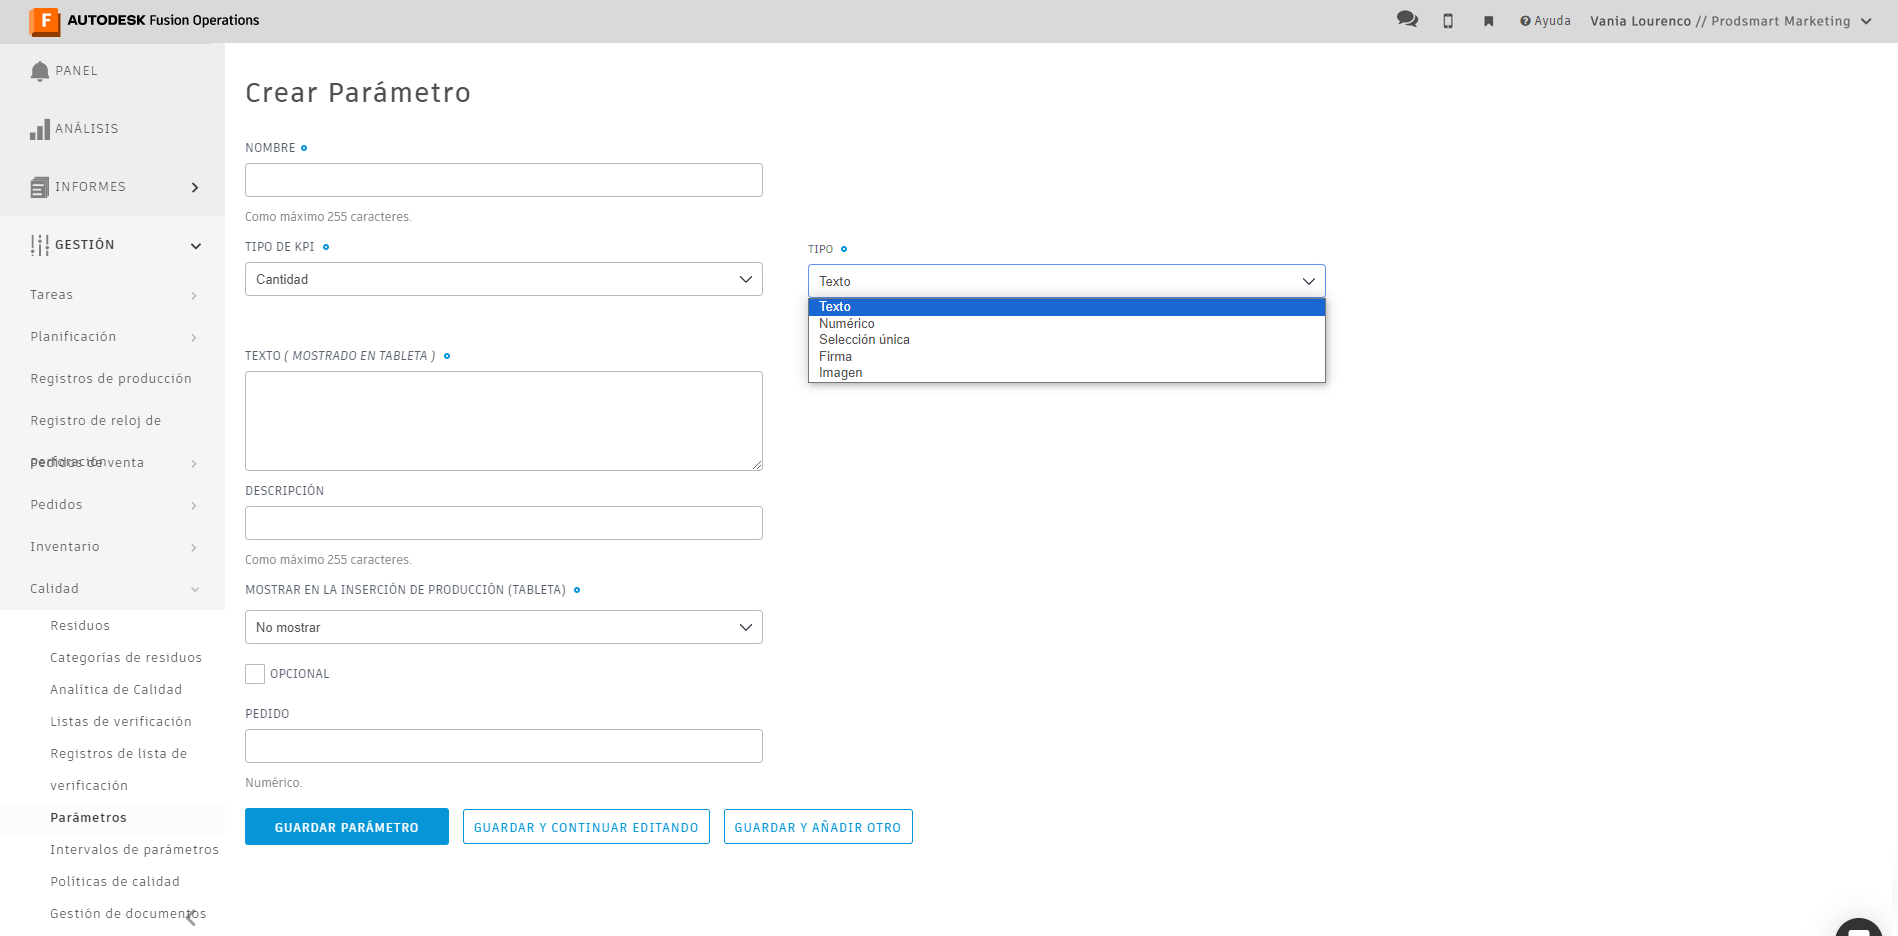 F AUTODESK Fusion Operations
Ayuda
Vania Lourenco // Prodsmart Marketing
PANEL
ANÁLISIS
INFORMES
GESTIÓN
Tareas
Planificación
Registros de producción
Registro de reloj de
perforación
Pedidos de venta
Pedidos
Inventario
Calidad
Residuos
Categorías de residuos
Analítica de Calidad
Listas de verificación
Registros de lista de
verificación
Parámetros
Intervalos de parámetros
Políticas de calidad
Gestión de documentos
Crear Parámetro
NOMBRE
Como máximo 255 caracteres.
TIPO DE KPI
Cantidad
TIPO
Texto
Texto
Numérico
Selección única
Firma
Imagen
TEXTO ( MOSTRADO EN TABLETA )
DESCRIPCIÓN
Como máximo 255 caracteres.
MOSTRAR EN LA INSERCIÓN DE PRODUCCIÓN (TABLETA)
No mostrar
OPCIONAL
PEDIDO
Numérico.
GUARDAR PARÁMETRO
GUARDAR Y CONTINUAR EDITANDO
GUARDAR Y AÑADIR OTRO